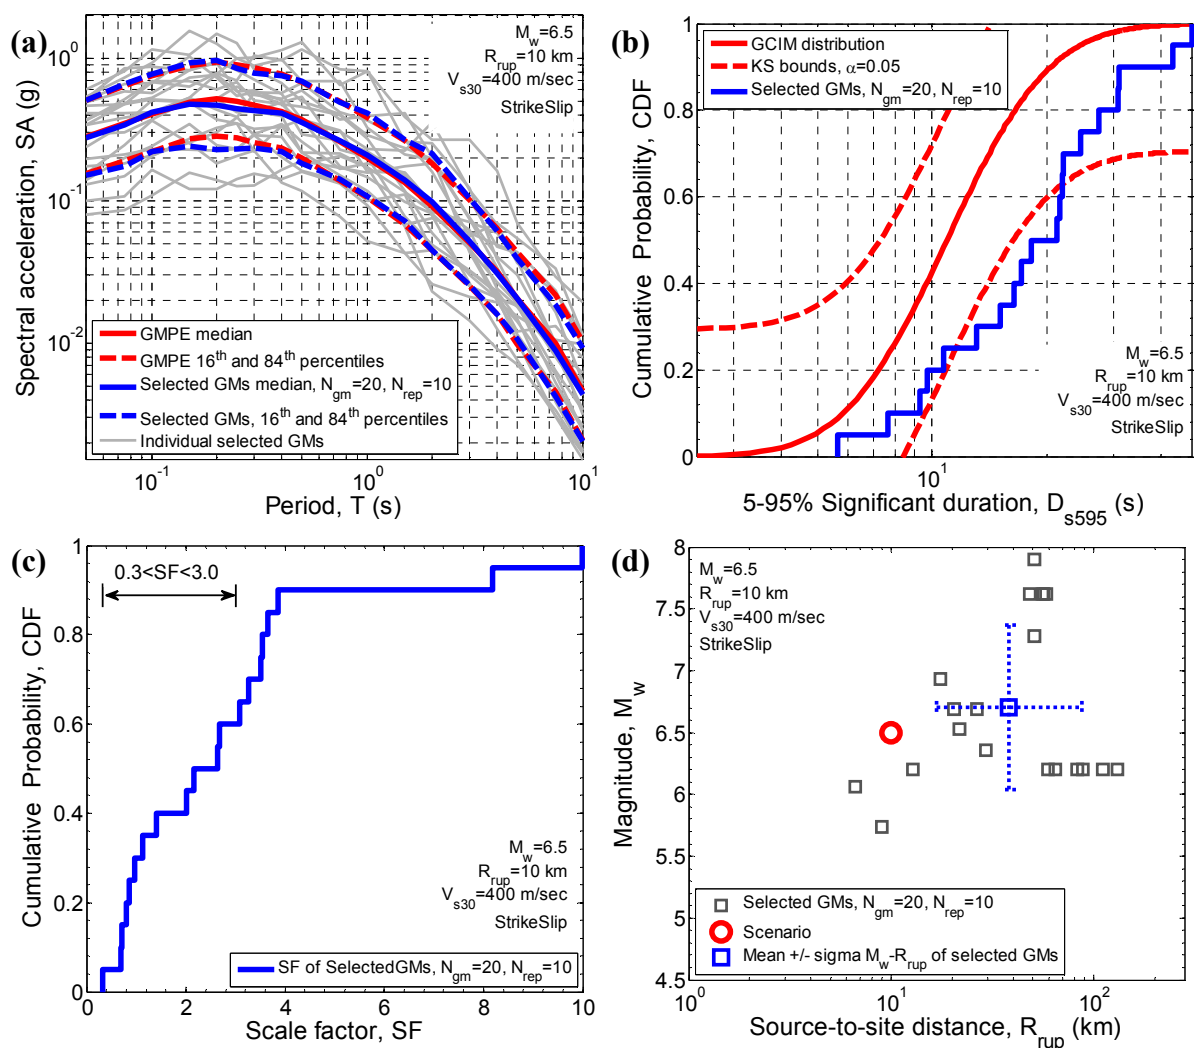 (a)
M_w=6.5
R_rup=10 km
V_s30=400 m/sec
StrikeSlip
10^0
10^-1
10^-2
Spectral acceleration, SA (g)
GMPE median
GMPE 16^th and 84^th percentiles
Selected GMs median, N_gm=20, N_rep=10
Selected GMs, 16^th and 84^th percentiles
Individual selected GMs
10^-1
10^0
10^1
Period, T (s)
(b)
GCIM distribution
KS bounds, α=0.05
Selected GMs, N_gm=20, N_rep=10
1
0.8
0.6
0.4
0.2
0
Cumulative Probability, CDF
M_w=6.5
R_rup=10 km
V_s30=400 m/sec
StrikeSlip
10^1
5-95% Significant duration, D_s595 (s)
(c)
0.3<SF<3.0
1
0.8
0.6
0.4
0.2
0
Cumulative Probability, CDF
M_w=6.5
R_rup=10 km
V_s30=400 m/sec
StrikeSlip
SF of SelectedGMs, N_gm=20, N_rep=10
0
2
4
6
8
10
Scale factor, SF
(d)
M_w=6.5
R_rup=10 km
V_s30=400 m/sec
StrikeSlip
8
7.5
7
6.5
6
5.5
5
4.5
Magnitude, M_w
Selected GMs, N_gm=20, N_rep=10
Scenario
Mean +/- sigma M_w-R_rup of selected GMs
10^0
10^1
10^2
Source-to-site distance, R_rup (km)